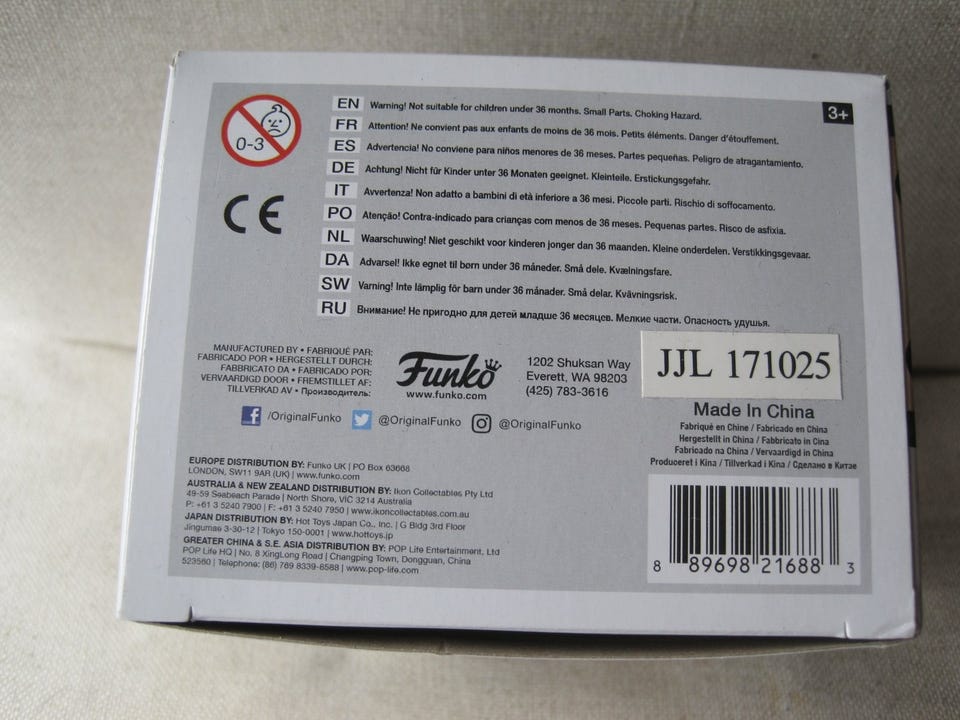 0-3
EN Warning! Not suitable for children under 36 months. Small Parts. Choking Hazard.
3+
FR Attention! Ne convient pas aux enfants de moins de 36 mois. Petits éléments. Danger d'étouffement.
ES Advertencia! No conviene para niños menores de 36 meses. Partes pequeñas. Peligro de atragantamiento.
DE Achtung! Nicht für Kinder unter 36 Monaten geeignet. Kleinteile. Erstickungsgefahr.
IT Avvertenza! Non adatto a bambini di età inferiore a 36 mesi. Piccole parti. Rischio di soffocamento.
CE
PO Atenção! Contra-indicado para crianças com menos de 36 meses. Pequenas partes. Risco de asfixia.
NL Waarschuwing! Niet geschikt voor kinderen jonger dan 36 maanden. Kleine onderdelen. Verstikkingsgevaar.
DA Advarsel! Ikke egnet til børn under 36 måneder. Små dele. Kvælningsfare.
SW Varning! Inte lämplig för barn under 36 månader. Små delar. Kvävningsrisk.
RU Внимание! Не пригодно для детей младше 36 месяцев. Мелкие части. Опасность удушья.
MANUFACTURED BY • FABRIQUÉ PAR:
FABRICADO POR • HERGESTELLT DURCH:
FABBRICATO DA • FABRICADO POR:
VERVAARDIGD DOOR • FREMSTILLET AF:
TILLVERKAD AV • Производитель:
Funko
www.funko.com
1202 Shuksan Way
Everett, WA 98203
(425) 783-3616
JJL 171025
/OriginalFunko @OriginalFunko @OriginalFunko
Made In China
Fabriqué en Chine / Fabricado en China
Hergestellt in China / Fabbricato in Cina
Fabricado na China / Vervaardigd in China
Produceret i Kina / Tillverkad i Kina / Сделано в Китае
EUROPE DISTRIBUTION BY: Funko UK | PO Box 63668
LONDON, SW11 9AR (UK) | www.funko.com
AUSTRALIA & NEW ZEALAND DISTRIBUTION BY: Ikon Collectables Pty Ltd
49-59 Seabeach Parade | North Shore, VIC 3214 Australia
P: +61 3 5240 7900 | F: +61 3 5240 7950 | www.ikoncollectables.com.au
JAPAN DISTRIBUTION BY: Hot Toys Japan Co., Inc. | G Bldg 3rd Floor
Jingumae 3-30-12 | Tokyo 150-0001 | www.hottoys.jp
GREATER CHINA & S.E. ASIA DISTRIBUTION BY: POP Life Entertainment, Ltd
POP Life HQ | No. 8 XingLong Road | Changping Town, Dongguan, China
523560 | Telephone: (86) 769 8339-8588 | www.pop-life.com
8 89698 21688 3